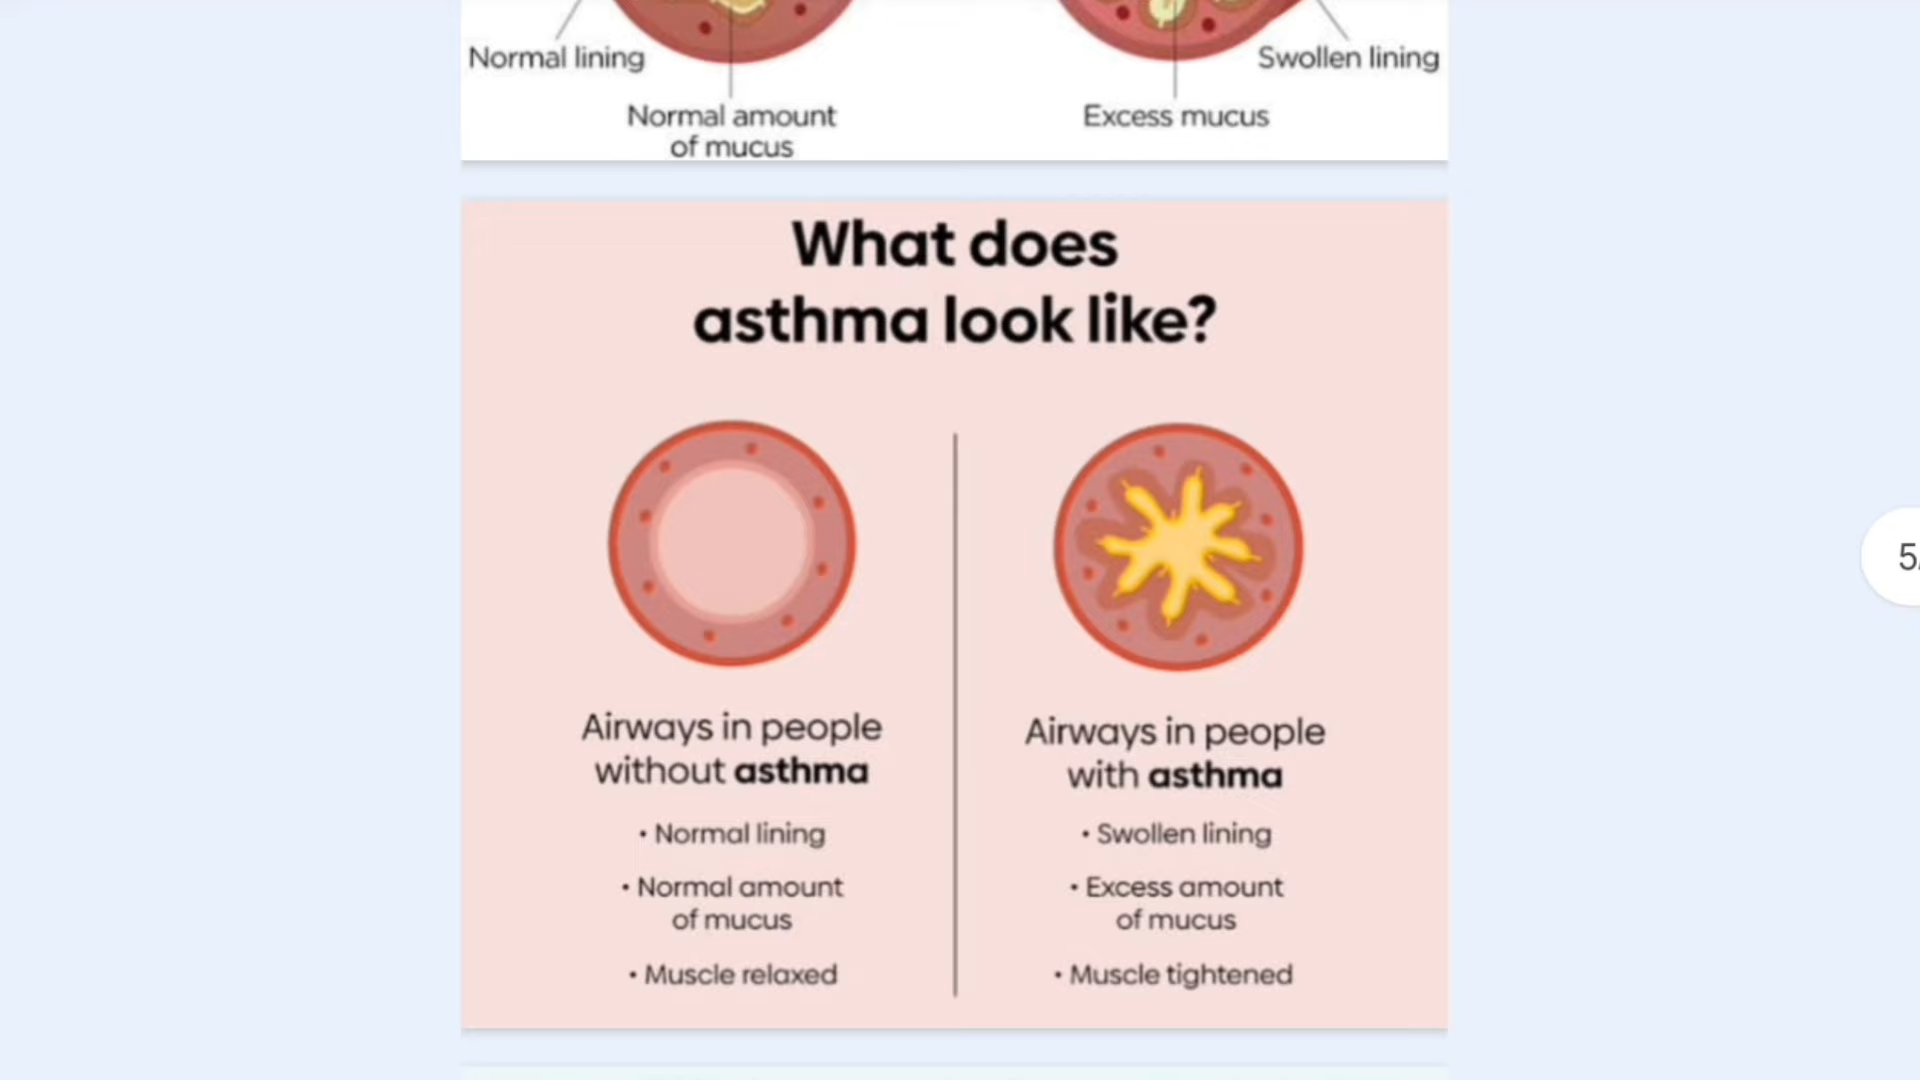 Normal lining
Swollen lining
Normal amount
of mucus
Excess mucus
What does
asthma look like?
Airways in people
without asthma
• Normal lining
• Normal amount
of mucus
• Muscle relaxed
Airways in people
with asthma
• Swollen lining
• Excess amount
of mucus
• Muscle tightened
5/